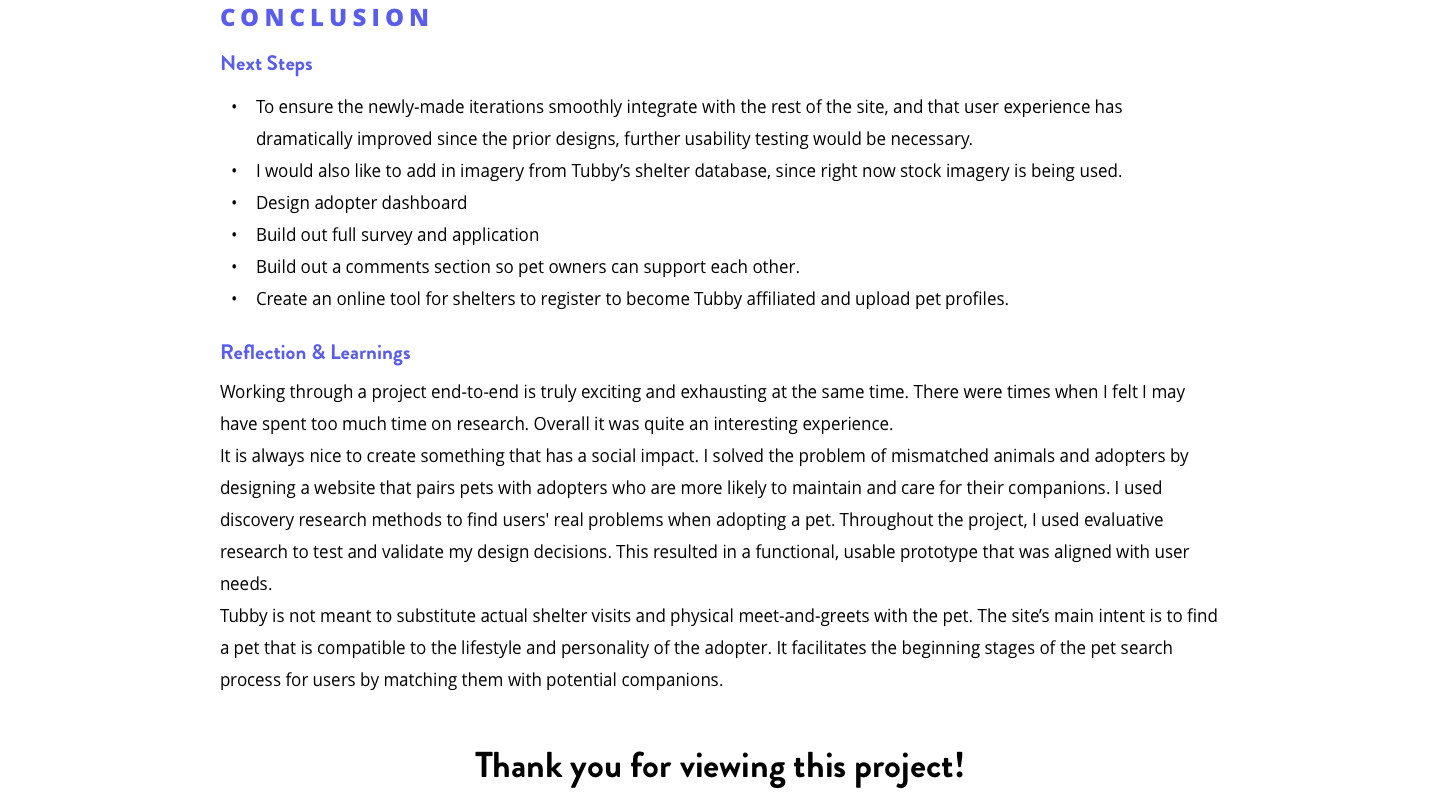 CONCLUSION
Next Steps
• To ensure the newly-made iterations smoothly integrate with the rest of the site, and that user experience has
dramatically improved since the prior designs, further usability testing would be necessary.
• I would also like to add in imagery from Tubby’s shelter database, since right now stock imagery is being used.
• Design adopter dashboard
• Build out full survey and application
• Build out a comments section so pet owners can support each other.
• Create an online tool for shelters to register to become Tubby affiliated and upload pet profiles.
Reflection & Learnings
Working through a project end-to-end is truly exciting and exhausting at the same time. There were times when I felt I may
have spent too much time on research. Overall it was quite an interesting experience.
It is always nice to create something that has a social impact. I solved the problem of mismatched animals and adopters by
designing a website that pairs pets with adopters who are more likely to maintain and care for their companions. I used
discovery research methods to find users' real problems when adopting a pet. Throughout the project, I used evaluative
research to test and validate my design decisions. This resulted in a functional, usable prototype that was aligned with user
needs.
Tubby is not meant to substitute actual shelter visits and physical meet-and-greets with the pet. The site’s main intent is to find
a pet that is compatible to the lifestyle and personality of the adopter. It facilitates the beginning stages of the pet search
process for users by matching them with potential companions.
Thank you for viewing this project!